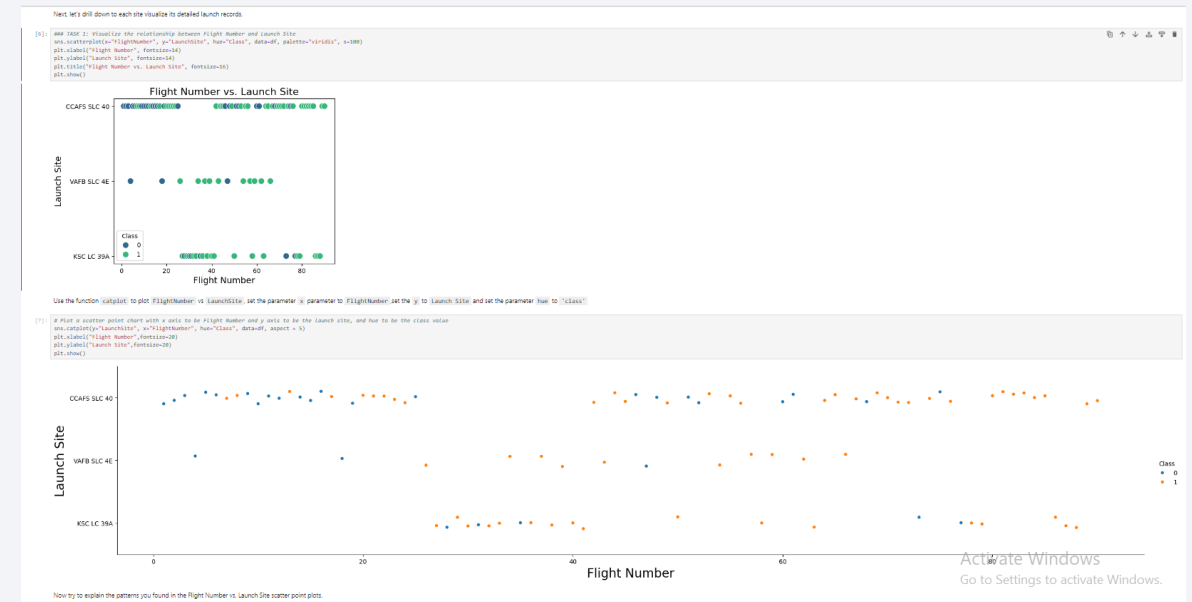 Next, let's drill down to each site visualize its detailed launch records.
[6]: ### TASK 1: Visualize the relationship between Flight Number and Launch Site
sns.scatterplot(x="FlightNumber", y="LaunchSite", hue="Class", data=df, palette="viridis", s=100)
plt.xlabel("Flight Number", fontsize=14)
plt.ylabel("Launch Site", fontsize=14)
plt.title("Flight Number vs. Launch Site", fontsize=16)
plt.show()
Flight Number vs. Launch Site
CCAFS SLC 40
VAFB SLC 4E
KSC LC 39A
Launch Site
Class
0
1
0 20 40 60 80
Flight Number
Use the function catplot to plot FlightNumber vs LaunchSite, set the parameter x parameter to FlightNumber,set the y to Launch Site and set the parameter hue to 'class'
[7]: # Plot a scatter point chart with x axis to be Flight Number and y axis to be the launch site, and hue to be the class value
sns.catplot(y="LaunchSite", x="FlightNumber", hue="Class", data=df, aspect = 5)
plt.xlabel("Flight Number",fontsize=20)
plt.ylabel("Launch Site",fontsize=20)
plt.show()
CCAFS SLC 40
VAFB SLC 4E
KSC LC 39A
Launch Site
Class
0
1
0 20 40 60 80
Flight Number
Activate Windows
Go to Settings to activate Windows.
Now try to explain the patterns you found in the Flight Number vs. Launch Site scatter point plots.